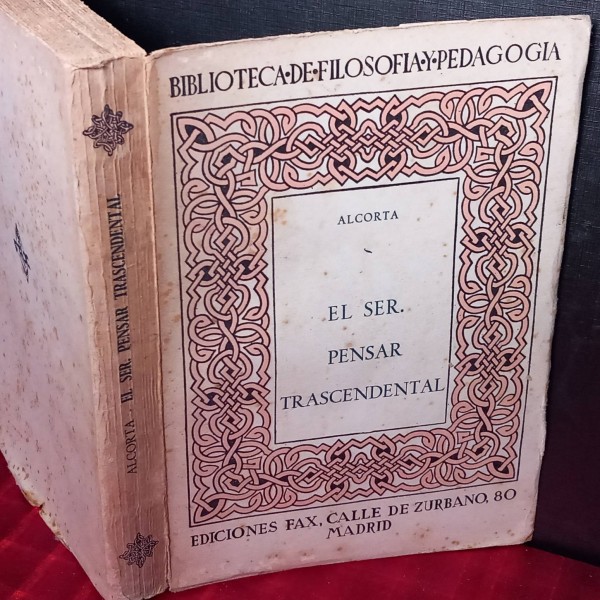 BIBLIOTECA·DE·FILOSOFIA·Y·PEDAGOGIA
ALCORTA
EL SER.
PENSAR
TRASCENDENTAL
EDICIONES FAX, CALLE DE ZURBANO, 80
MADRID
ALCORTA - EL SER. PENSAR TRASCENDENTAL